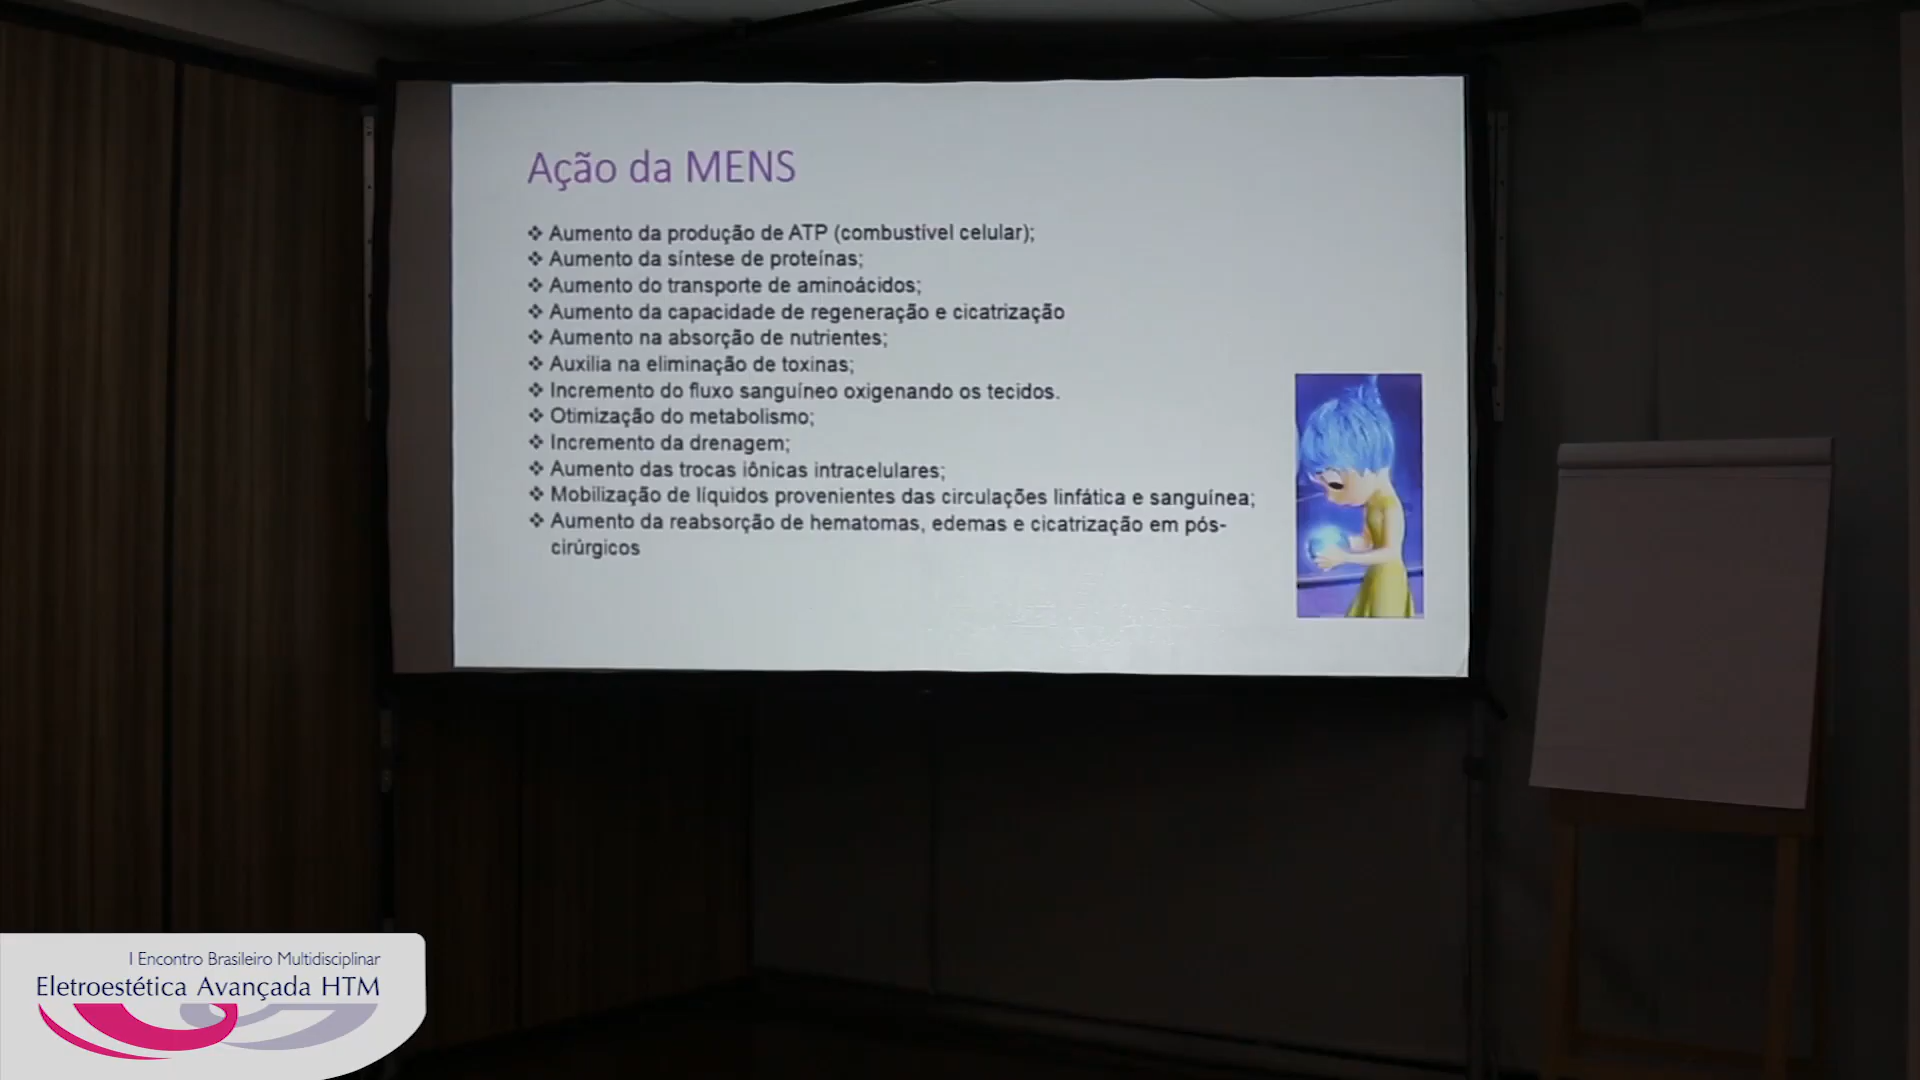 Ação da MENS
❖ Aumento da produção de ATP (combustível celular);
❖ Aumento da síntese de proteínas;
❖ Aumento do transporte de aminoácidos;
❖ Aumento da capacidade de regeneração e cicatrização
❖ Aumento na absorção de nutrientes;
❖ Auxilia na eliminação de toxinas;
❖ Incremento do fluxo sanguíneo oxigenando os tecidos.
❖ Otimização do metabolismo;
❖ Incremento da drenagem;
❖ Aumento das trocas iônicas intracelulares;
❖ Mobilização de líquidos provenientes das circulações linfática e sanguínea;
❖ Aumento da reabsorção de hematomas, edemas e cicatrização em pós-
cirúrgicos
I Encontro Brasileiro Multidisciplinar
Eletroestética Avançada HTM